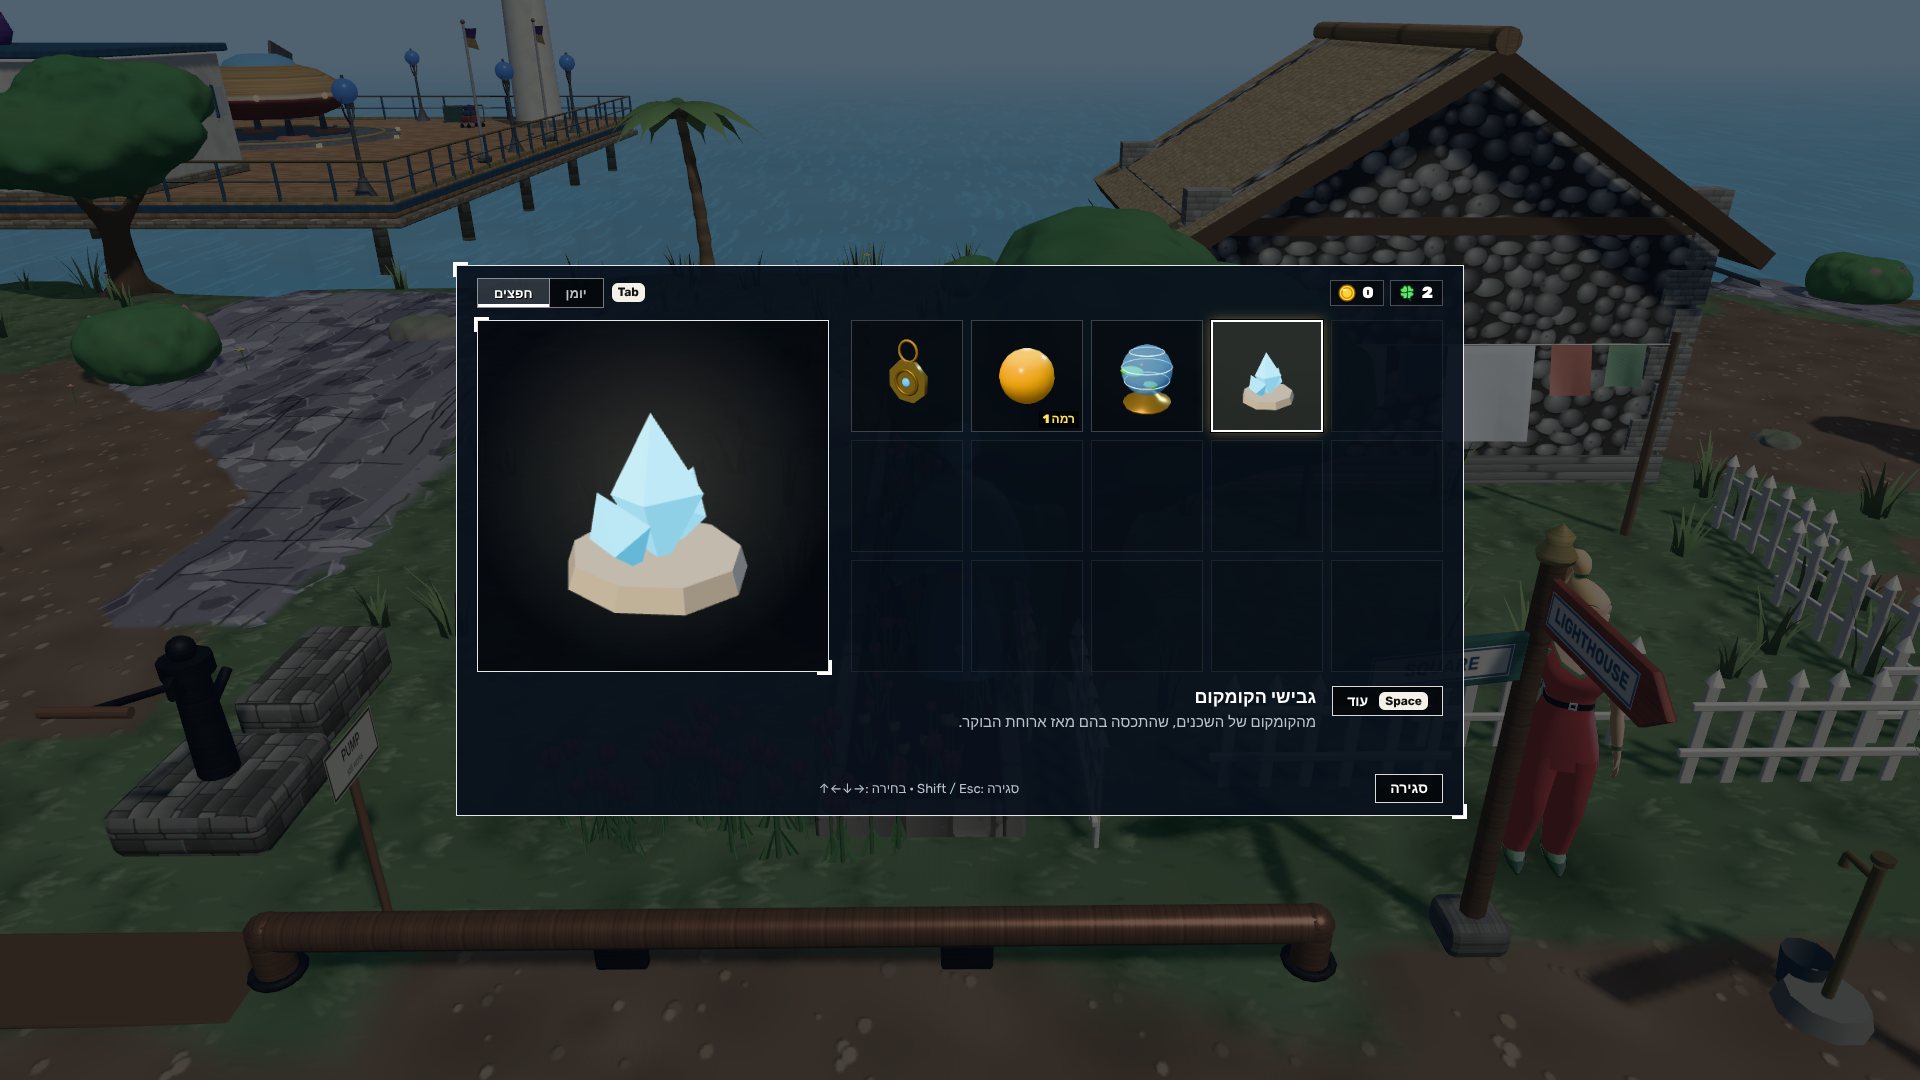 חפצים
יומן
Tab
0
2
רמה 1
גבישי הקומקום
Space
עוד
מהקומקום של השכנים, שהתכסה בהם מאז ארוחת הבוקר.
סגירה: Shift / Esc • בחירה: ↑←↓→
סגירה
LIGHTHOUSE
SQUARE
PUMP